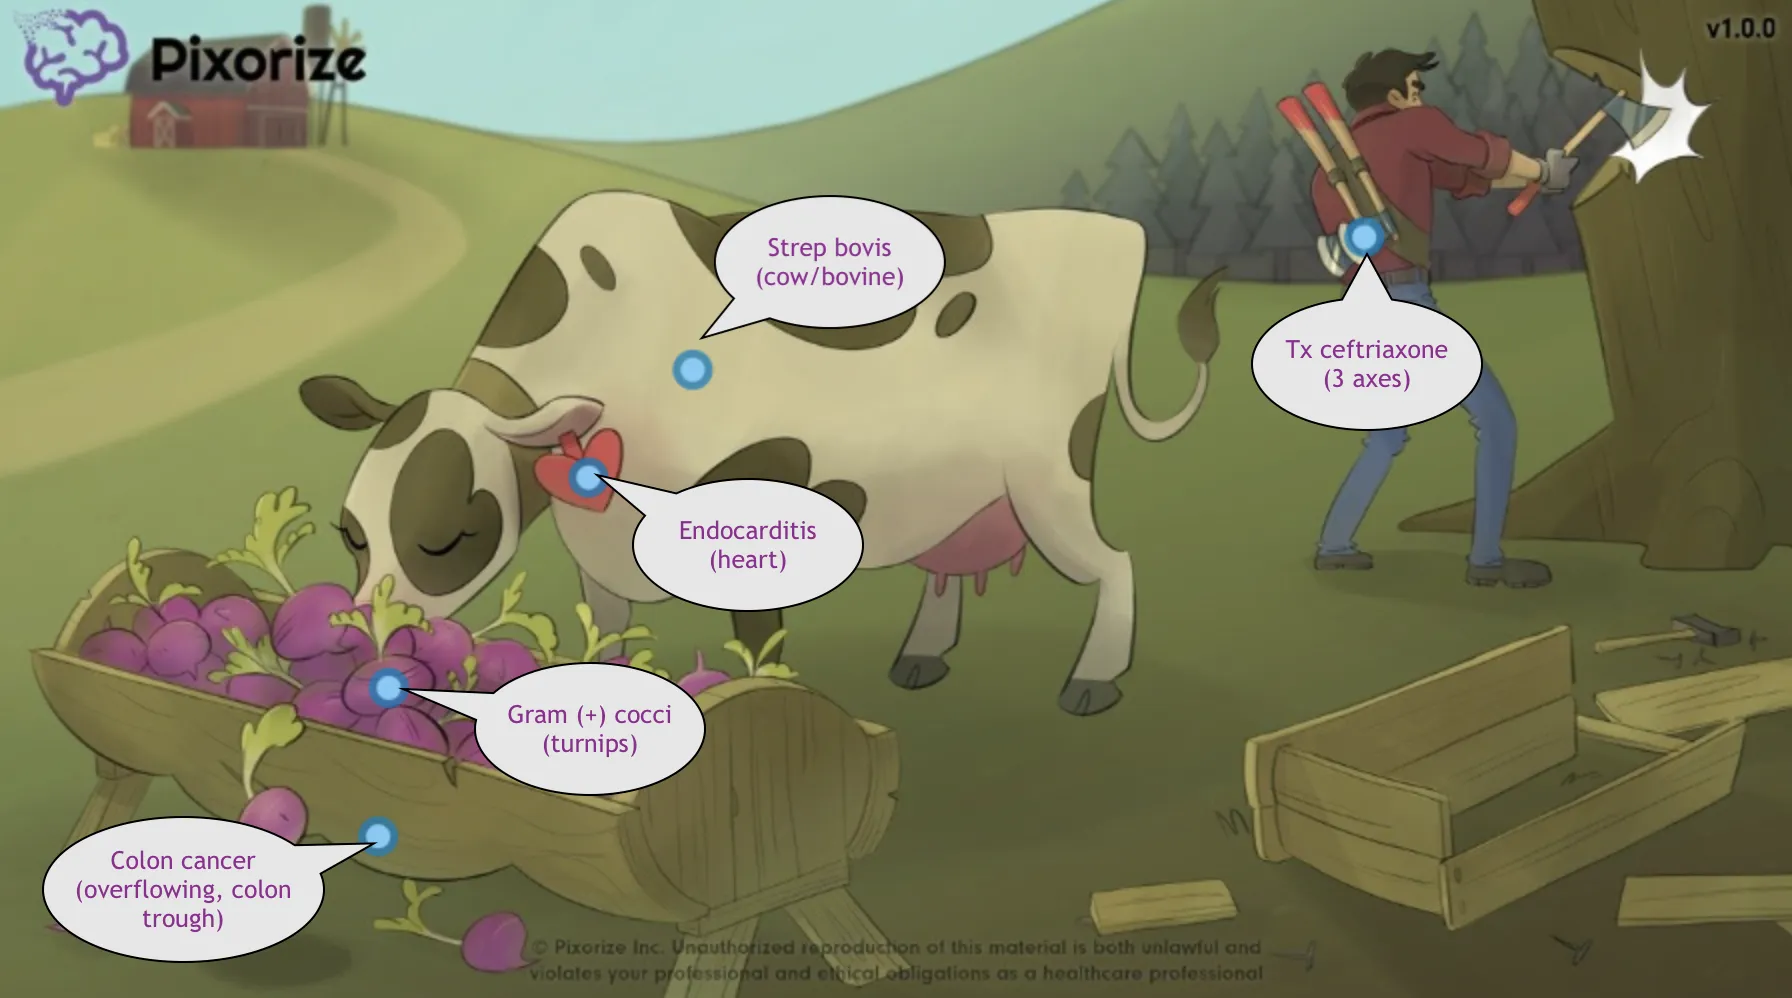 Pixorize
v1.0.0
Strep bovis
(cow/bovine)
Tx ceftriaxone
(3 axes)
Endocarditis
(heart)
Gram (+) cocci
(turnips)
Colon cancer
(overflowing, colon
trough)
© Pixorize Inc. Unauthorized reproduction of this material is both unlawful and
violates your professional and ethical obligations as a healthcare professional